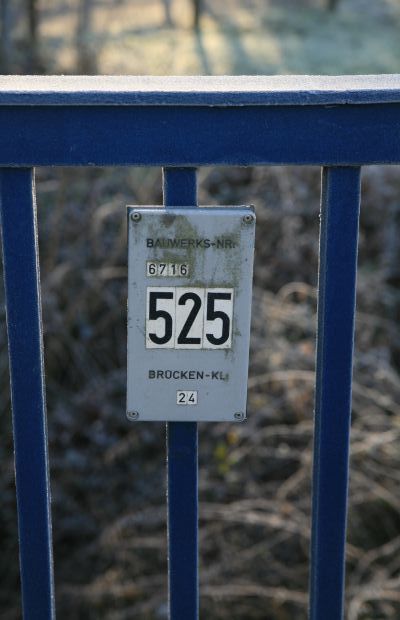 BAUWERKS-NR.
6716
525
BRÜCKEN-KL.
24